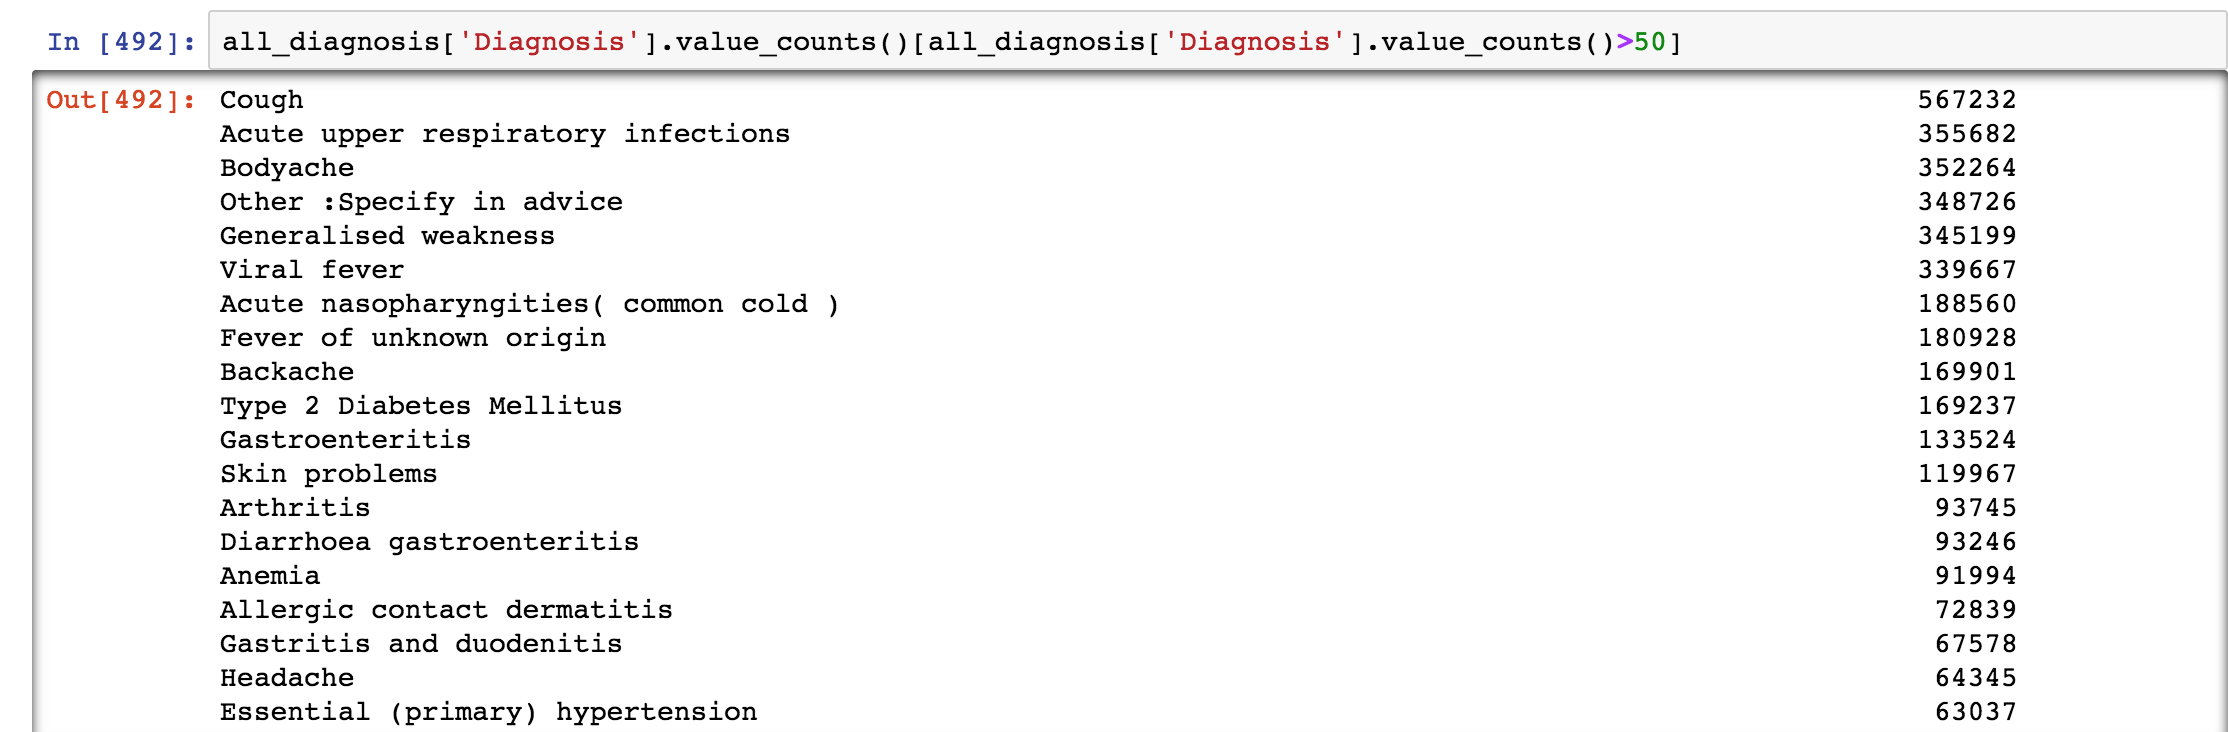 In [492]: all_diagnosis['Diagnosis'].value_counts()[all_diagnosis['Diagnosis'].value_counts()>50]
Out[492]: Cough 567232
Acute upper respiratory infections 355682
Bodyache 352264
Other :Specify in advice 348726
Generalised weakness 345199
Viral fever 339667
Acute nasopharyngities( common cold ) 188560
Fever of unknown origin 180928
Backache 169901
Type 2 Diabetes Mellitus 169237
Gastroenteritis 133524
Skin problems 119967
Arthritis 93745
Diarrhoea gastroenteritis 93246
Anemia 91994
Allergic contact dermatitis 72839
Gastritis and duodenitis 67578
Headache 64345
Essential (primary) hypertension 63037